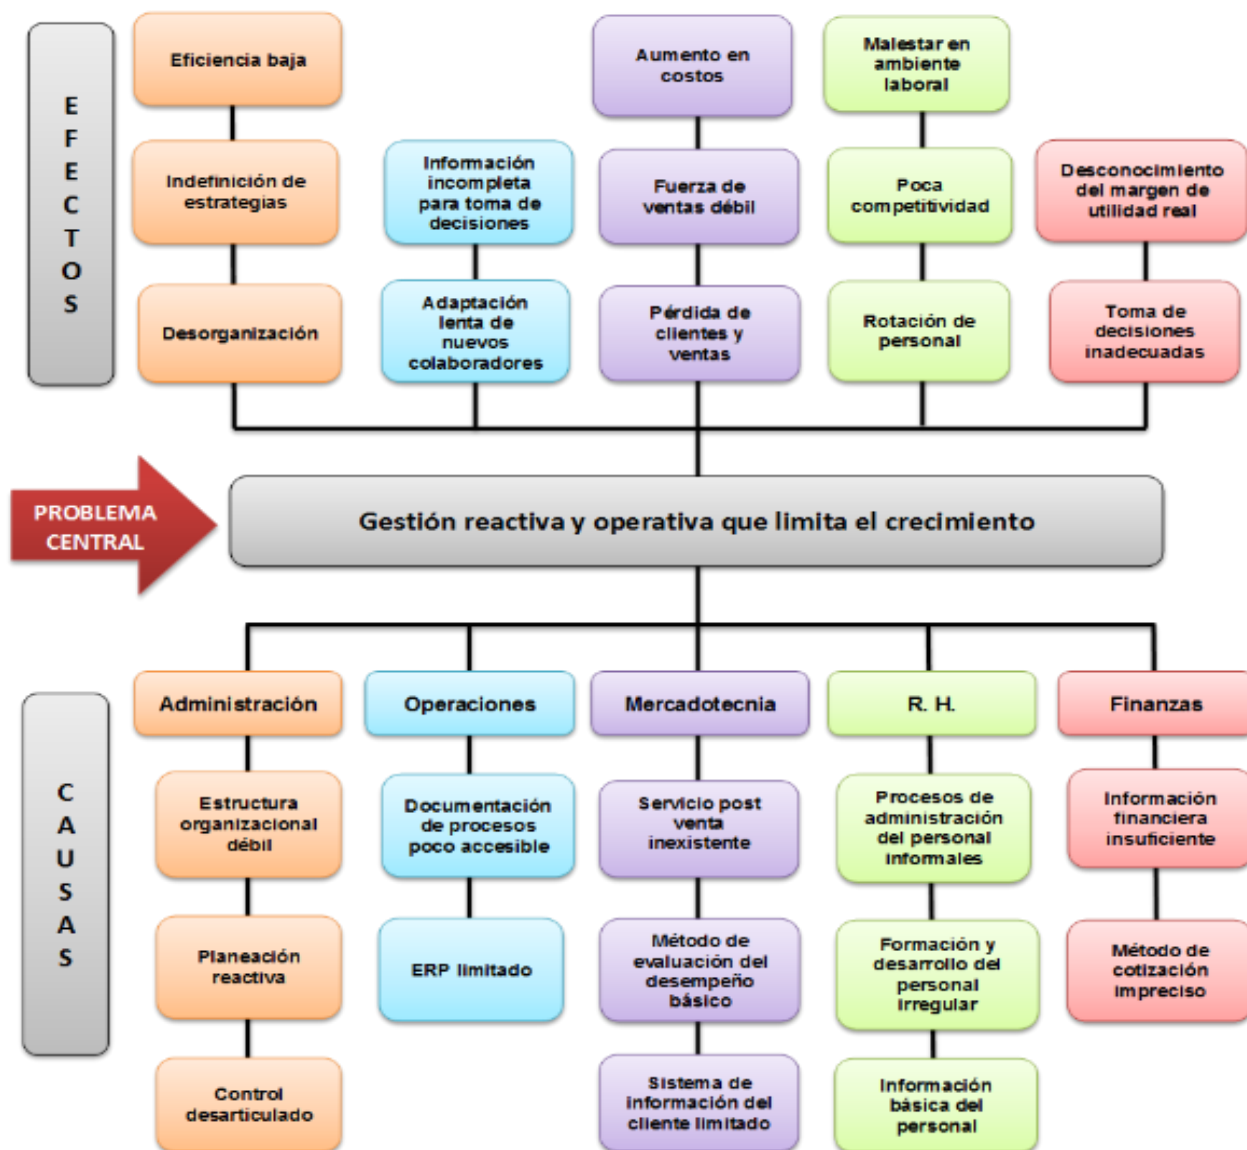 EFECTOS
Eficiencia baja
Indefinición de
estrategias
Desorganización
Información
incompleta
para toma de
decisiones
Adaptación
lenta de
nuevos
colaboradores
Aumento en
costos
Fuerza de
ventas débil
Pérdida de
clientes y
ventas
Malestar en
ambiente
laboral
Poca
competitividad
Rotación de
personal
Desconocimiento
del margen de
utilidad real
Toma de
decisiones
inadecuadas
PROBLEMA
CENTRAL
Gestión reactiva y operativa que limita el crecimiento
CAUSAS
Administración
Estructura
organizacional
débil
Planeación
reactiva
Control
desarticulado
Operaciones
Documentación
de procesos
poco accesible
ERP limitado
Mercadotecnia
Servicio post
venta
inexistente
Método de
evaluación del
desempeño
básico
Sistema de
información del
cliente limitado
R. H.
Procesos de
administración
del personal
informales
Formación y
desarrollo del
personal
irregular
Información
básica del
personal
Finanzas
Información
financiera
insuficiente
Método de
cotización
impreciso